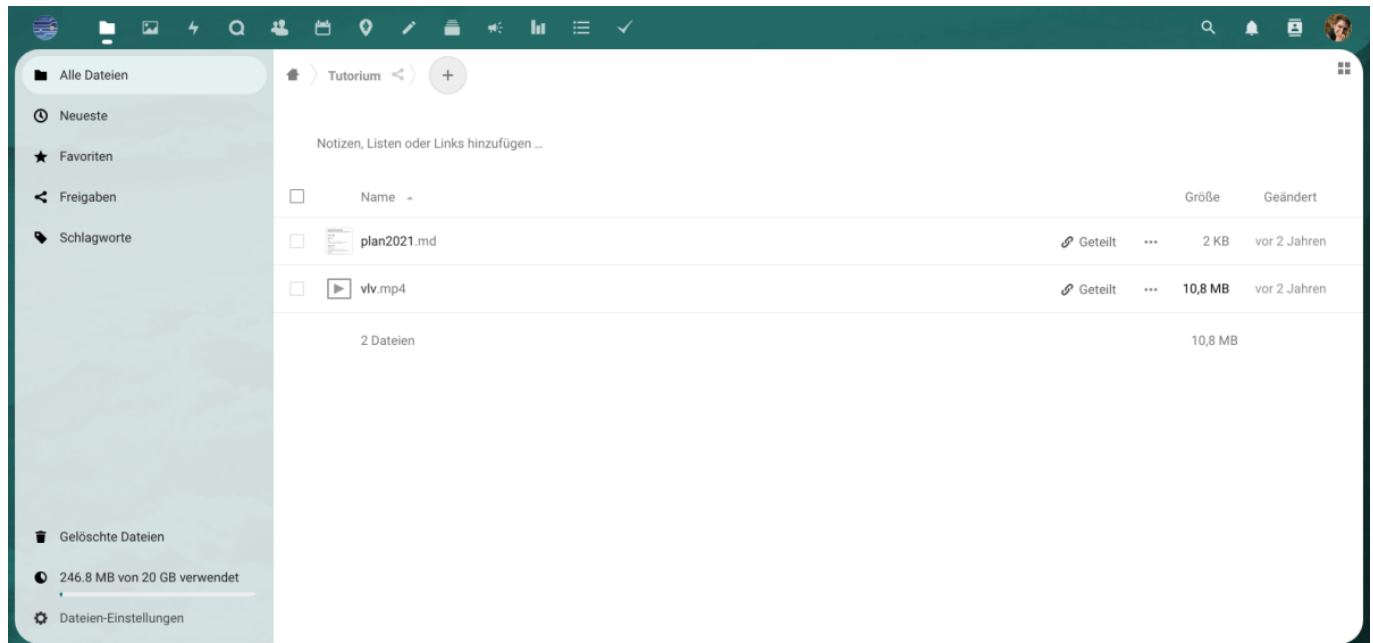 Alle Dateien
Tutorium
Neueste
Notizen, Listen oder Links hinzufügen …
Favoriten
Freigaben
Name Größe Geändert
Schlagworte
plan2021.md Geteilt 2 KB vor 2 Jahren
vlv.mp4 Geteilt 10,8 MB vor 2 Jahren
2 Dateien 10,8 MB
Gelöschte Dateien
246.8 MB von 20 GB verwendet
Dateien-Einstellungen